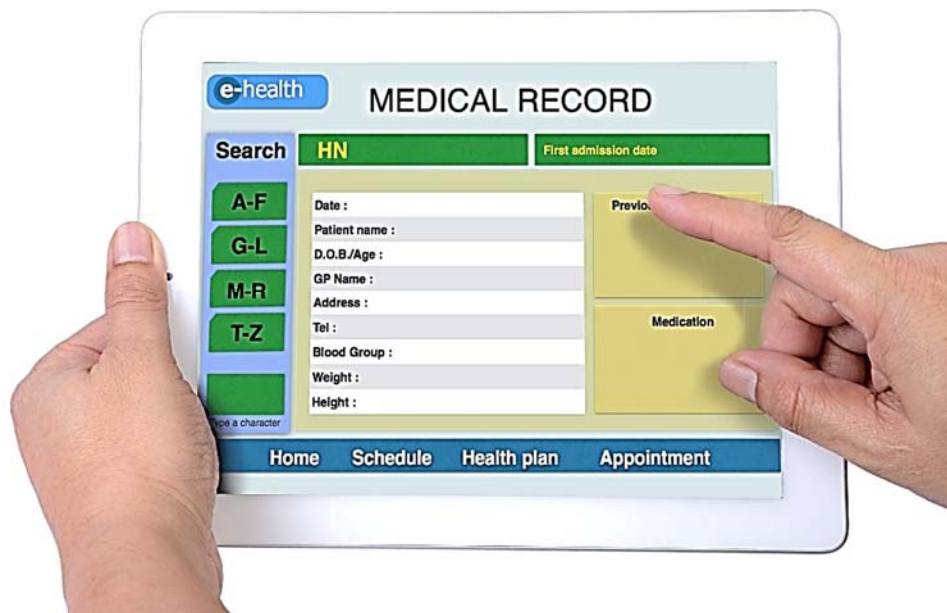 e-health
MEDICAL RECORD
Search
HN
First admission date
A-F
G-L
M-R
T-Z
Type a character
Date :
Patient name :
D.O.B./Age :
GP Name :
Address :
Tel :
Blood Group :
Weight :
Height :
Medication
Home Schedule Health plan Appointment